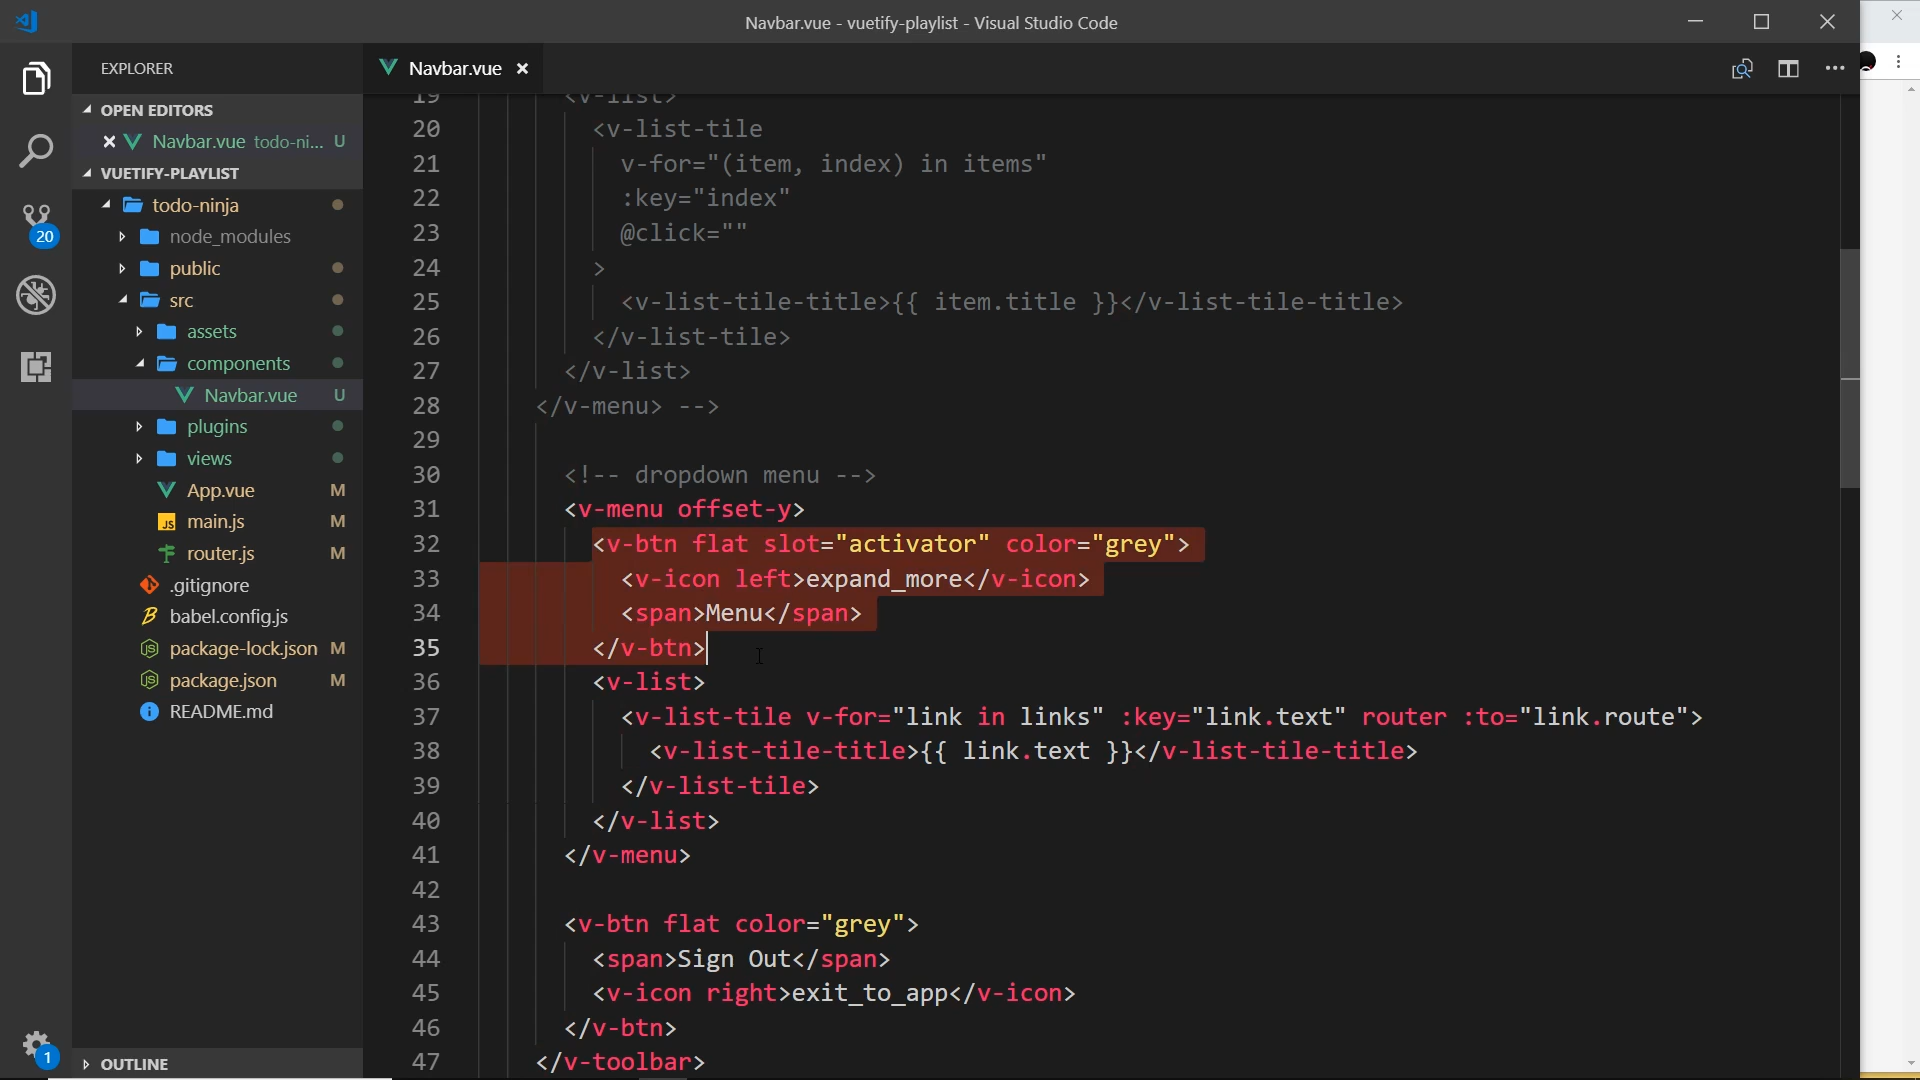 Navbar.vue - vuetify-playlist - Visual Studio Code
EXPLORER
OPEN EDITORS
Navbar.vue todo-ni... U
VUETIFY-PLAYLIST
todo-ninja
node_modules
public
src
assets
components
Navbar.vue U
plugins
views
App.vue M
JS main.js M
router.js M
.gitignore
babel.config.js
package-lock.json M
package.json M
README.md
OUTLINE
20
1
Navbar.vue
19 <v-list>
20 <v-list-tile
21 v-for="(item, index) in items"
22 :key="index"
23 @click=""
24 >
25 <v-list-tile-title>{{ item.title }}</v-list-tile-title>
26 </v-list-tile>
27 </v-list>
28 </v-menu> -->
29
30 <!-- dropdown menu -->
31 <v-menu offset-y>
32 <v-btn flat slot="activator" color="grey">
33 <v-icon left>expand_more</v-icon>
34 <span>Menu</span>
35 </v-btn>
36 <v-list>
37 <v-list-tile v-for="link in links" :key="link.text" router :to="link.route">
38 <v-list-tile-title>{{ link.text }}</v-list-tile-title>
39 </v-list-tile>
40 </v-list>
41 </v-menu>
42
43 <v-btn flat color="grey">
44 <span>Sign Out</span>
45 <v-icon right>exit_to_app</v-icon>
46 </v-btn>
47 </v-toolbar>